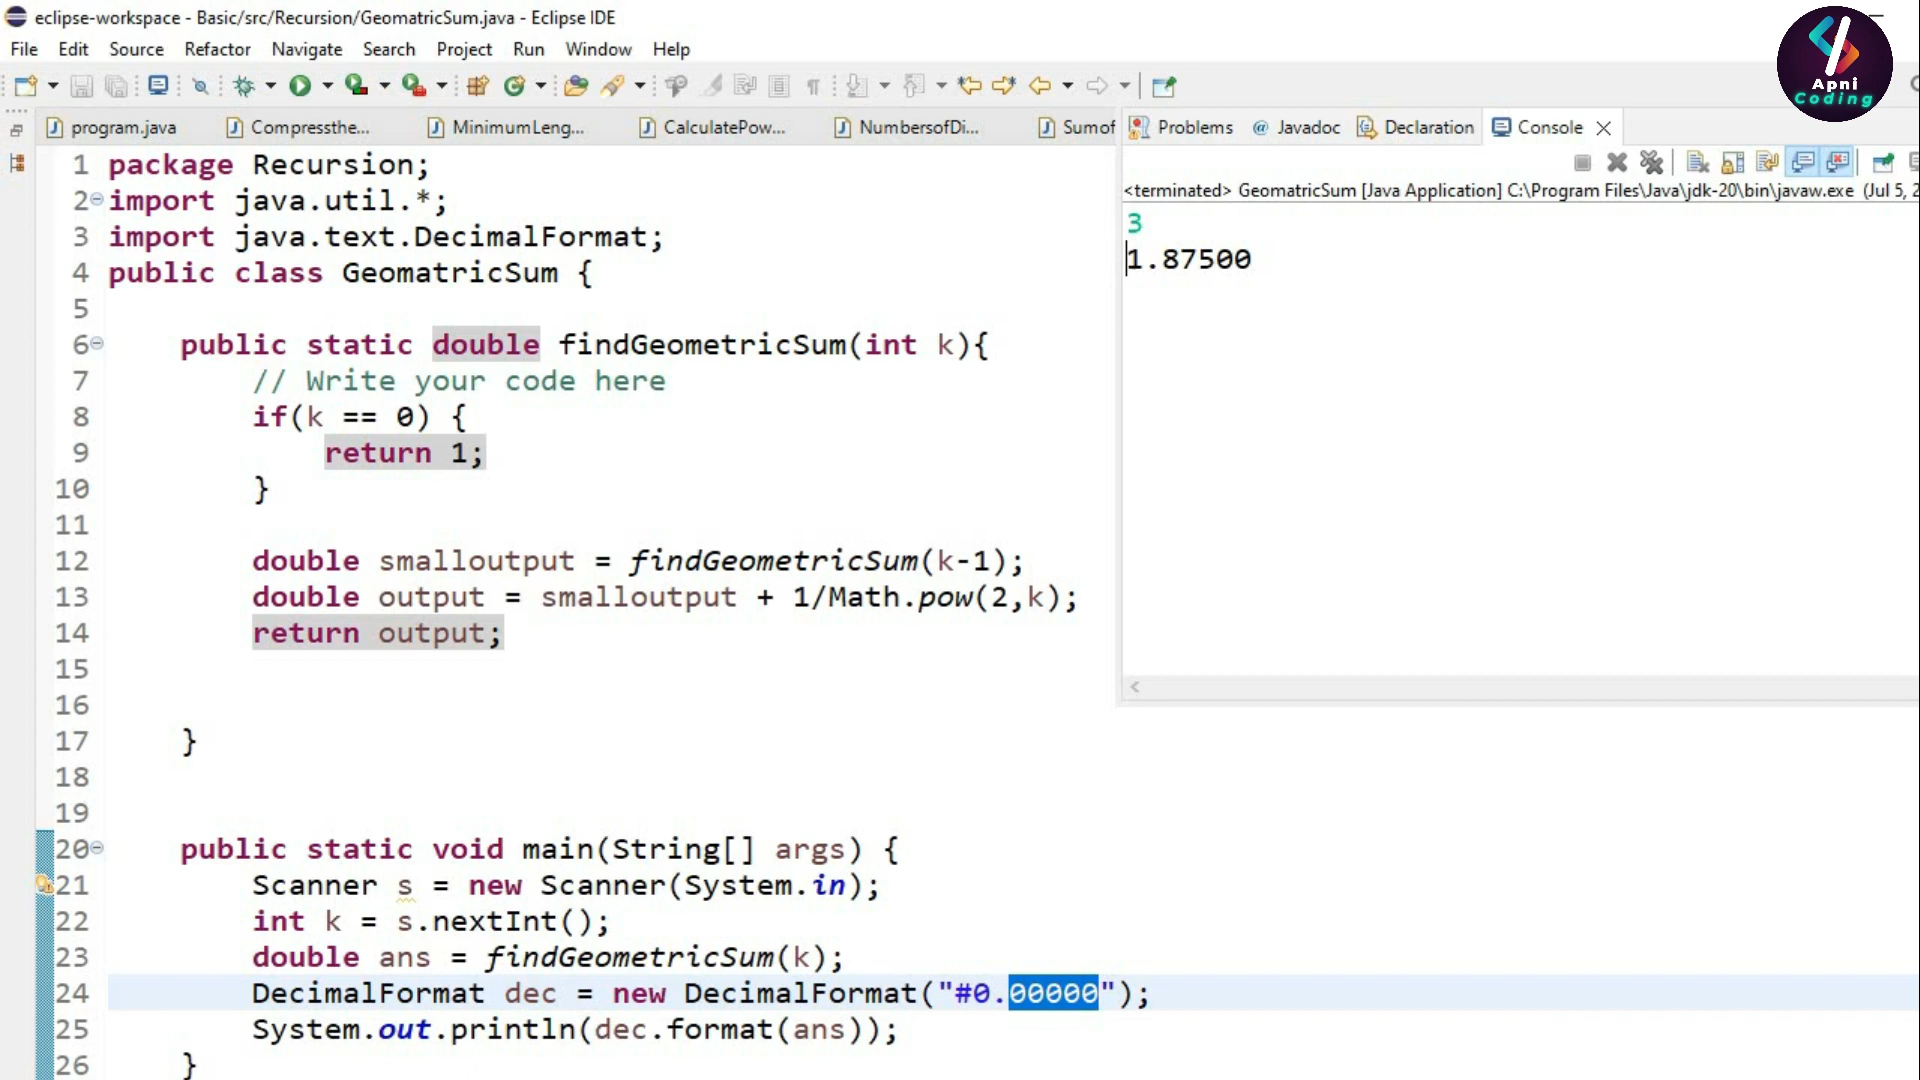 eclipse-workspace - Basic/src/Recursion/GeomatricSum.java - Eclipse IDE
File Edit Source Refactor Navigate Search Project Run Window Help
Apni
Coding
program.java Compressthe... MinimumLeng... CalculatePow... NumbersofDi... Sumof
Problems @ Javadoc Declaration Console
<terminated> GeomatricSum [Java Application] C:\Program Files\Java\jdk-20\bin\javaw.exe (Jul 5, 2
3
1.87500
1 package Recursion;
2 import java.util.*;
3 import java.text.DecimalFormat;
4 public class GeomatricSum {
5
6 public static double findGeometricSum(int k){
7 // Write your code here
8 if(k == 0) {
9 return 1;
10 }
11
12 double smalloutput = findGeometricSum(k-1);
13 double output = smalloutput + 1/Math.pow(2,k);
14 return output;
15
16
17 }
18
19
20 public static void main(String[] args) {
21 Scanner s = new Scanner(System.in);
22 int k = s.nextInt();
23 double ans = findGeometricSum(k);
24 DecimalFormat dec = new DecimalFormat("#0.00000");
25 System.out.println(dec.format(ans));
26 }